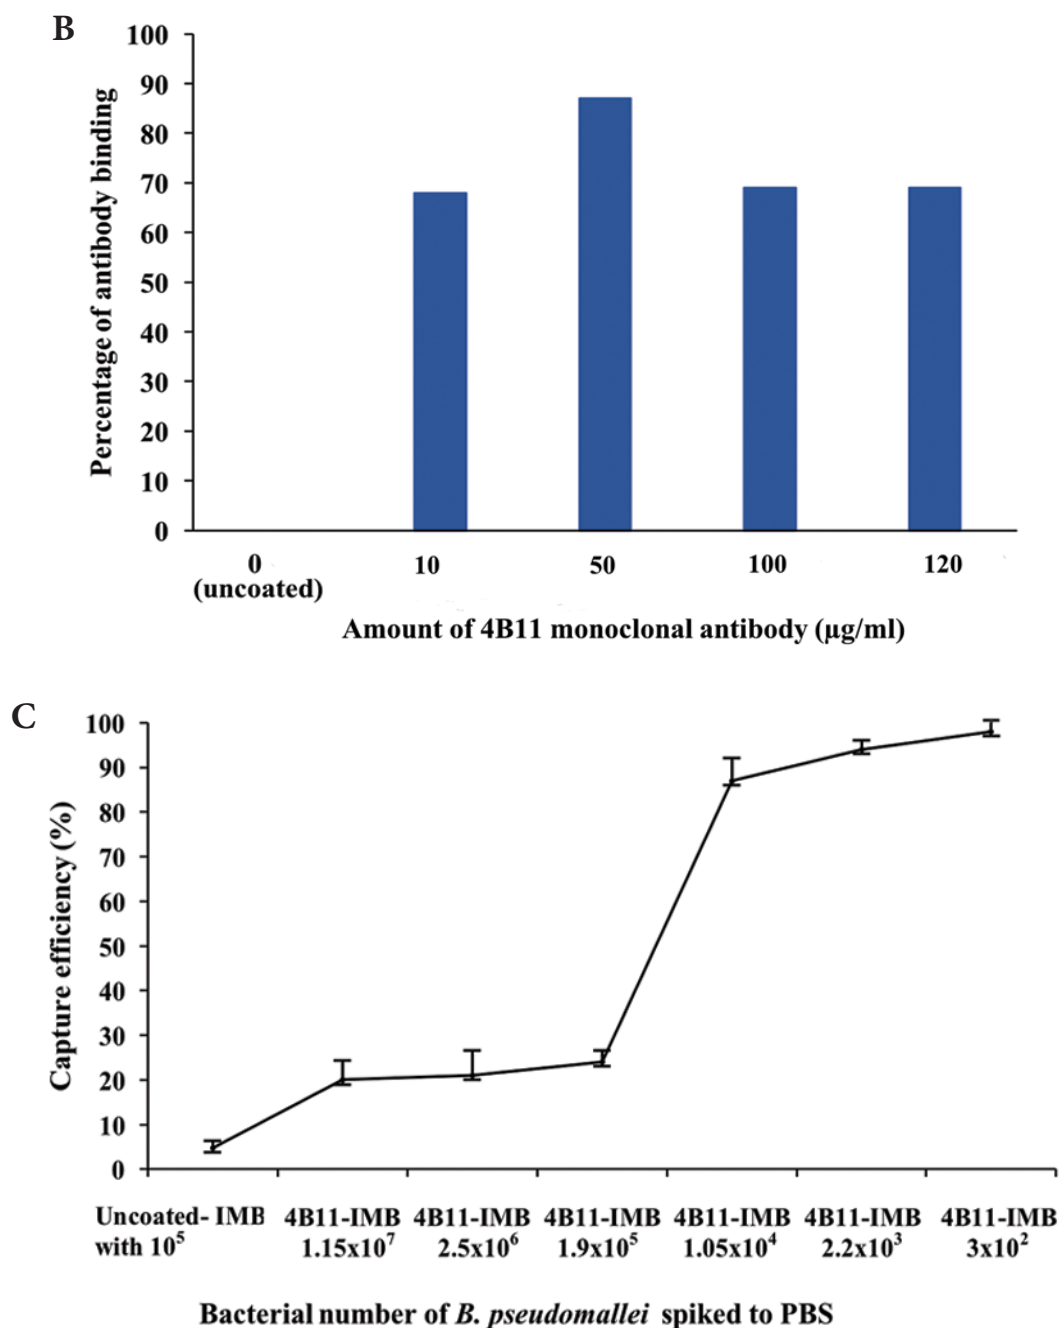 B
100
90
80
70
60
50
40
30
20
10
0
Percentage of antibody binding
0 10 50 100 120
(uncoated)
Amount of 4B11 monoclonal antibody (µg/ml)
C
100
90
80
70
60
50
40
30
20
10
0
Capture efficiency (%)
Uncoated- IMB 4B11-IMB 4B11-IMB 4B11-IMB 4B11-IMB 4B11-IMB 4B11-IMB
with 10⁵ 1.15x10⁷ 2.5x10⁶ 1.9x10⁵ 1.05x10⁴ 2.2x10³ 3x10²
Bacterial number of B. pseudomallei spiked to PBS